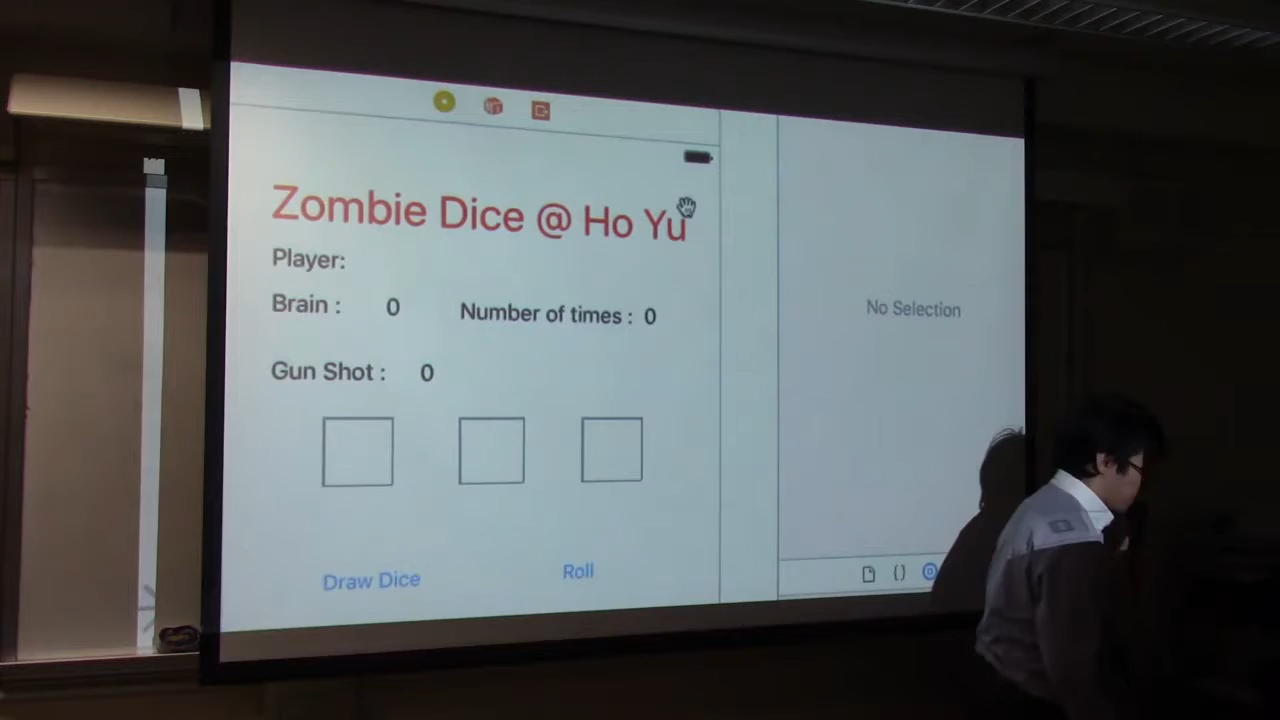 Zombie Dice @ Ho Yu
Player:
Brain : 0 Number of times : 0
Gun Shot : 0
Draw Dice Roll
No Selection
{ }